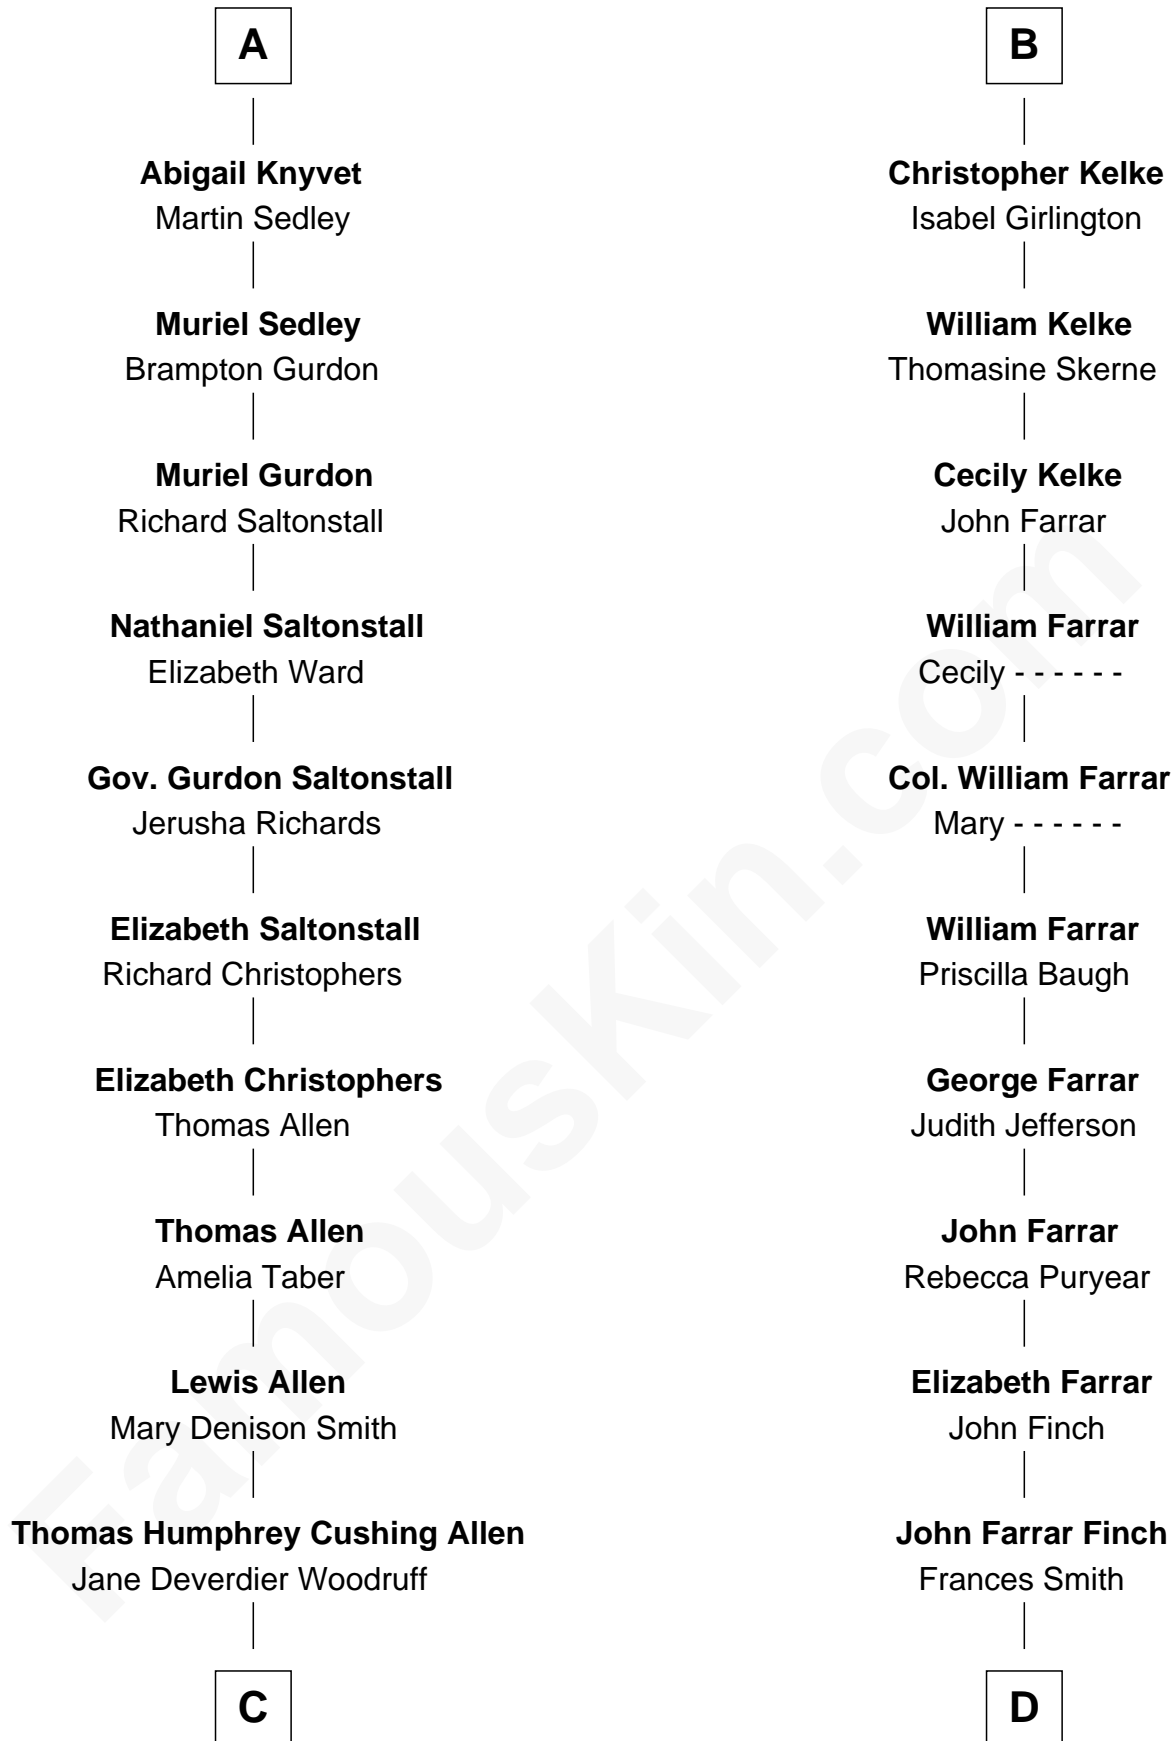 A
Abigail Knyvet
Martin Sedley
Muriel Sedley
Brampton Gurdon
Muriel Gurdon
Richard Saltonstall
Nathaniel Saltonstall
Elizabeth Ward
Gov. Gurdon Saltonstall
Jerusha Richards
Elizabeth Saltonstall
Richard Christophers
Elizabeth Christophers
Thomas Allen
Thomas Allen
Amelia Taber
Lewis Allen
Mary Denison Smith
Thomas Humphrey Cushing Allen
Jane Deverdier Woodruff
C
B
Christopher Kelke
Isabel Girlington
William Kelke
Thomasine Skerne
Cecily Kelke
John Farrar
William Farrar
Cecily - - - - - -
Col. William Farrar
Mary - - - - - -
William Farrar
Priscilla Baugh
George Farrar
Judith Jefferson
John Farrar
Rebecca Puryear
Elizabeth Farrar
John Finch
John Farrar Finch
Frances Smith
D
FamousKin.com